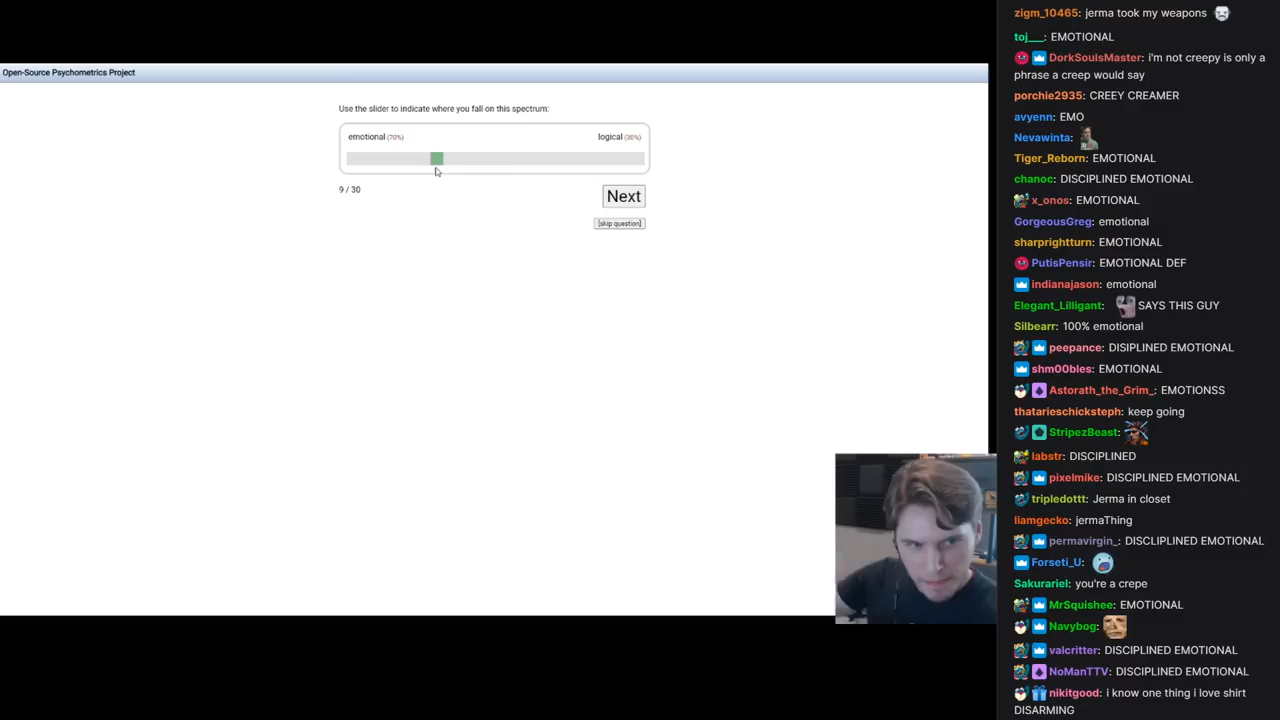 Open-Source Psychometrics Project
Use the slider to indicate where you fall on this spectrum:
emotional (70%)
logical (30%)
9 / 30
Next
[skip question]
zigm_10465: jerma took my weapons
toj___: EMOTIONAL
DorkSoulsMaster: i'm not creepy is only a
phrase a creep would say
porchie2935: CREEY CREAMER
avyenn: EMO
Nevawinta:
Tiger_Reborn: EMOTIONAL
chanoc: DISCIPLINED EMOTIONAL
x_onos: EMOTIONAL
GorgeousGreg: emotional
sharprightturn: EMOTIONAL
PutisPensir: EMOTIONAL DEF
indianajason: emotional
Elegant_Lilligant: SAYS THIS GUY
Silbearr: 100% emotional
peepance: DISIPLINED EMOTIONAL
shm00bles: EMOTIONAL
Astorath_the_Grim_: EMOTIONSS
thatarieschicksteph: keep going
StripezBeast:
labstr: DISCIPLINED
pixelmike: DISCIPLINED EMOTIONAL
tripledottt: Jerma in closet
liamgecko: jermaThing
permavirgin_: DISCLIPLINED EMOTIONAL
Forseti_U:
Sakurariel: you're a crepe
MrSquishee: EMOTIONAL
Navybog:
vaicritter: DISCIPLINED EMOTIONAL
NoManTTV: DISCIPLINED EMOTIONAL
nikitgood: i know one thing i love shirt
DISARMING